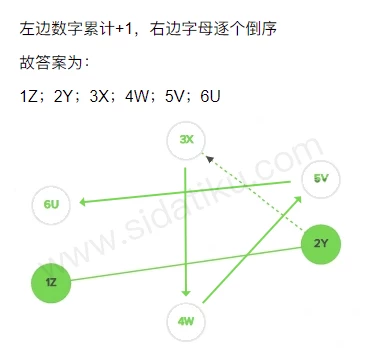 左边数字累计+1，右边字母逐个倒序
故答案为：
1Z；2Y；3X；4W；5V；6U
3X
5V
6U
2Y
1Z
4W
www.sidatiku.com